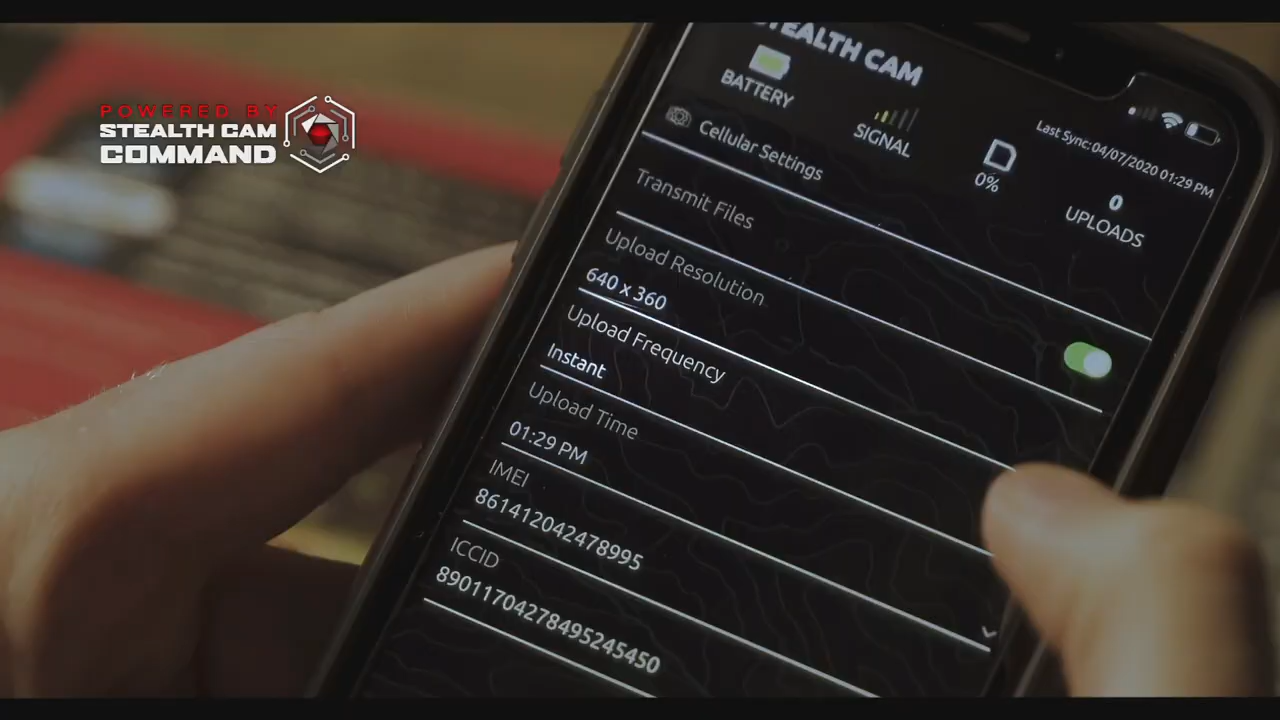 POWERED BY
STEALTH CAM
COMMAND
STEALTH CAM
BATTERY
SIGNAL
0%
0
UPLOADS
Last Sync: 04/07/2020 01:29 PM
Cellular Settings
Transmit Files
Upload Resolution
640 x 360
Upload Frequency
Instant
Upload Time
01:29 PM
IMEI
861412042478995
ICCID
89011704278495245450